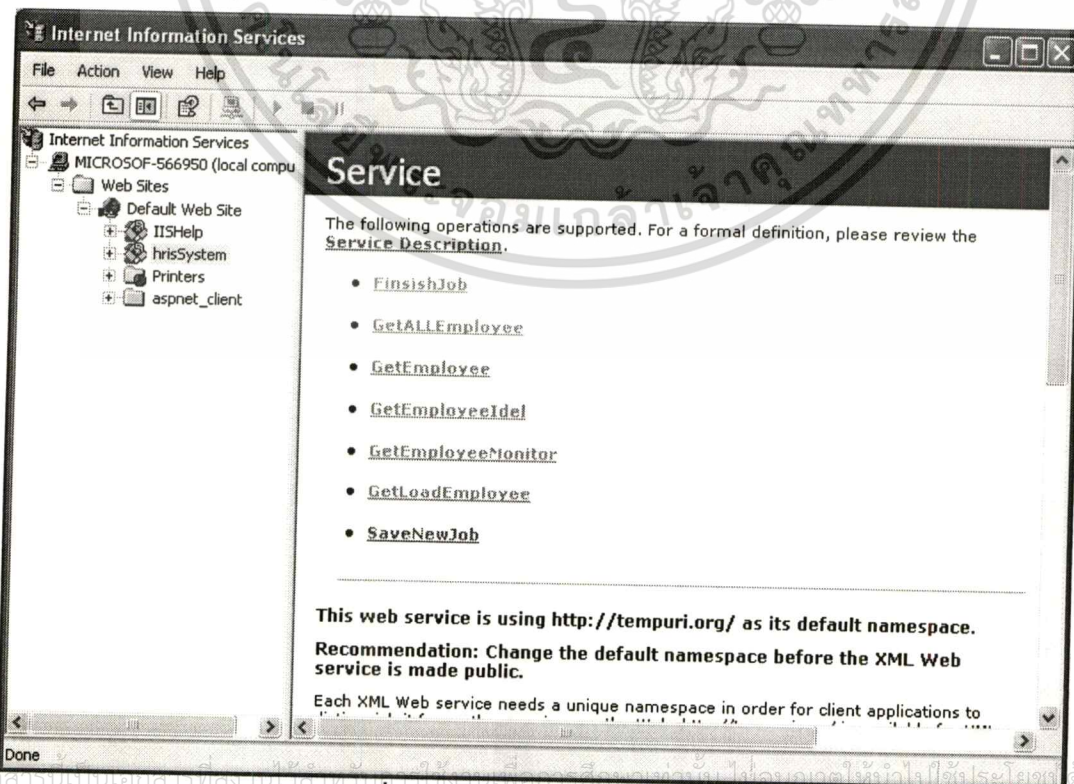 Internet Information Services
File Action View Help
Internet Information Services
MICROSOF-566950 (local compu
Web Sites
Default Web Site
IISHelp
hrisSystem
Printers
aspnet_client
Service
The following operations are supported. For a formal definition, please review the
Service Description.
FinsishJob
GetALLEmployee
GetEmployee
GetEmployeeIdel
GetEmployeeMonitor
GetLoadEmployee
SaveNewJob
This web service is using http://tempuri.org/ as its default namespace.
Recommendation: Change the default namespace before the XML Web
service is made public.
Each XML Web service needs a unique namespace in order for client applications to
Done